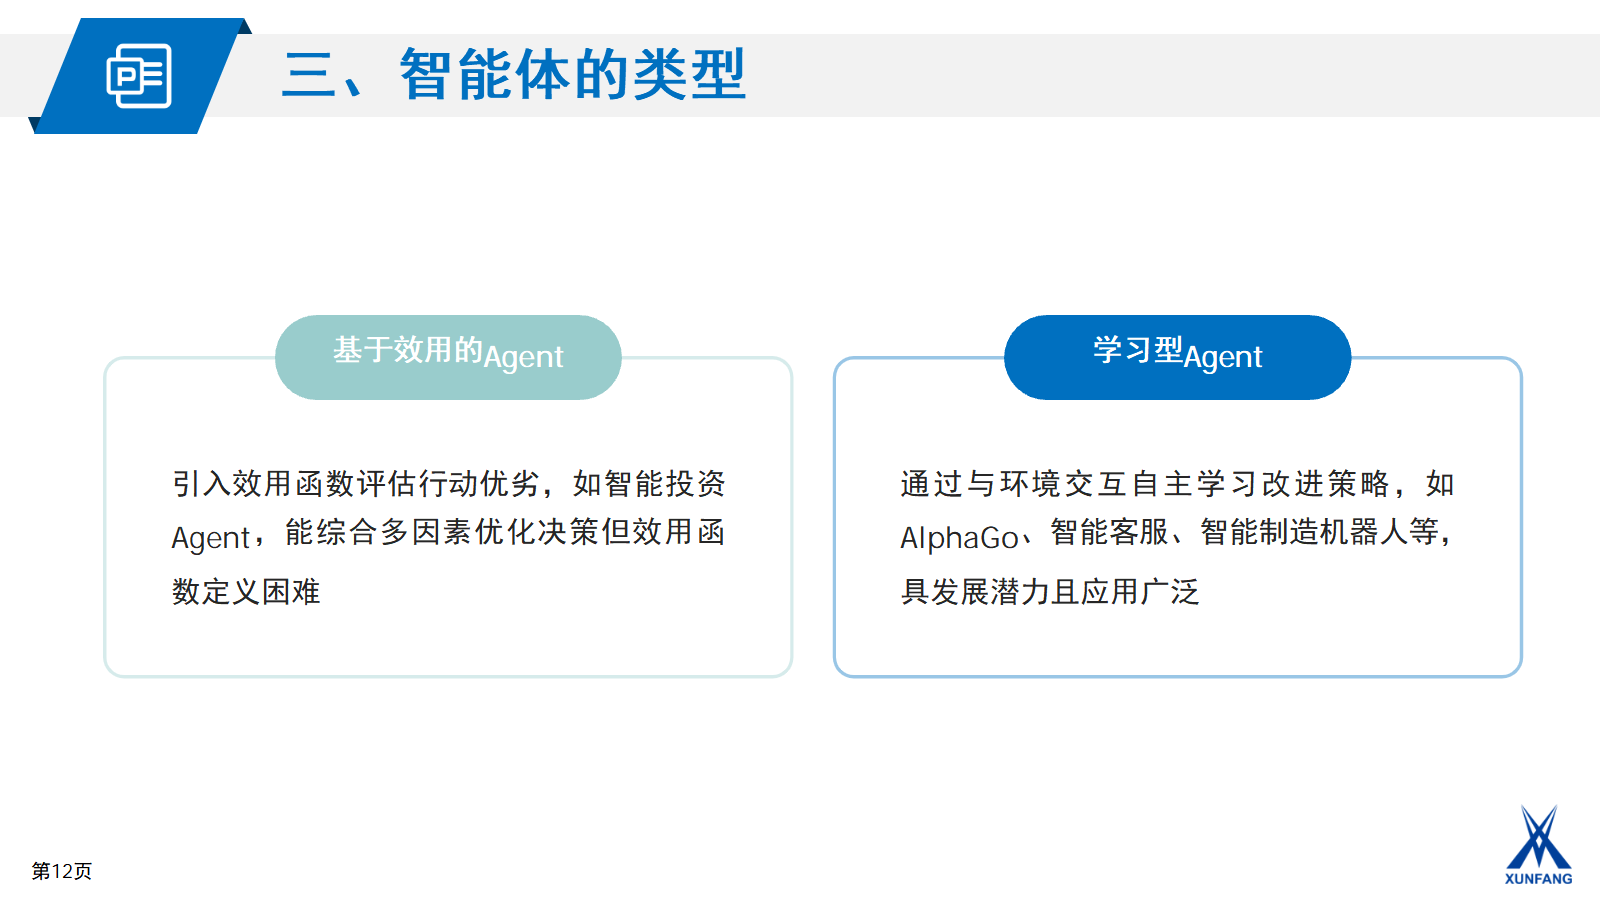 三、智能体的类型
基于效用的Agent
引入效用函数评估行动优劣，如智能投资
Agent，能综合多因素优化决策但效用函
数定义困难
学习型Agent
通过与环境交互自主学习改进策略，如
AlphaGo、智能客服、智能制造机器人等，
具发展潜力且应用广泛
第12页
XUNFANG